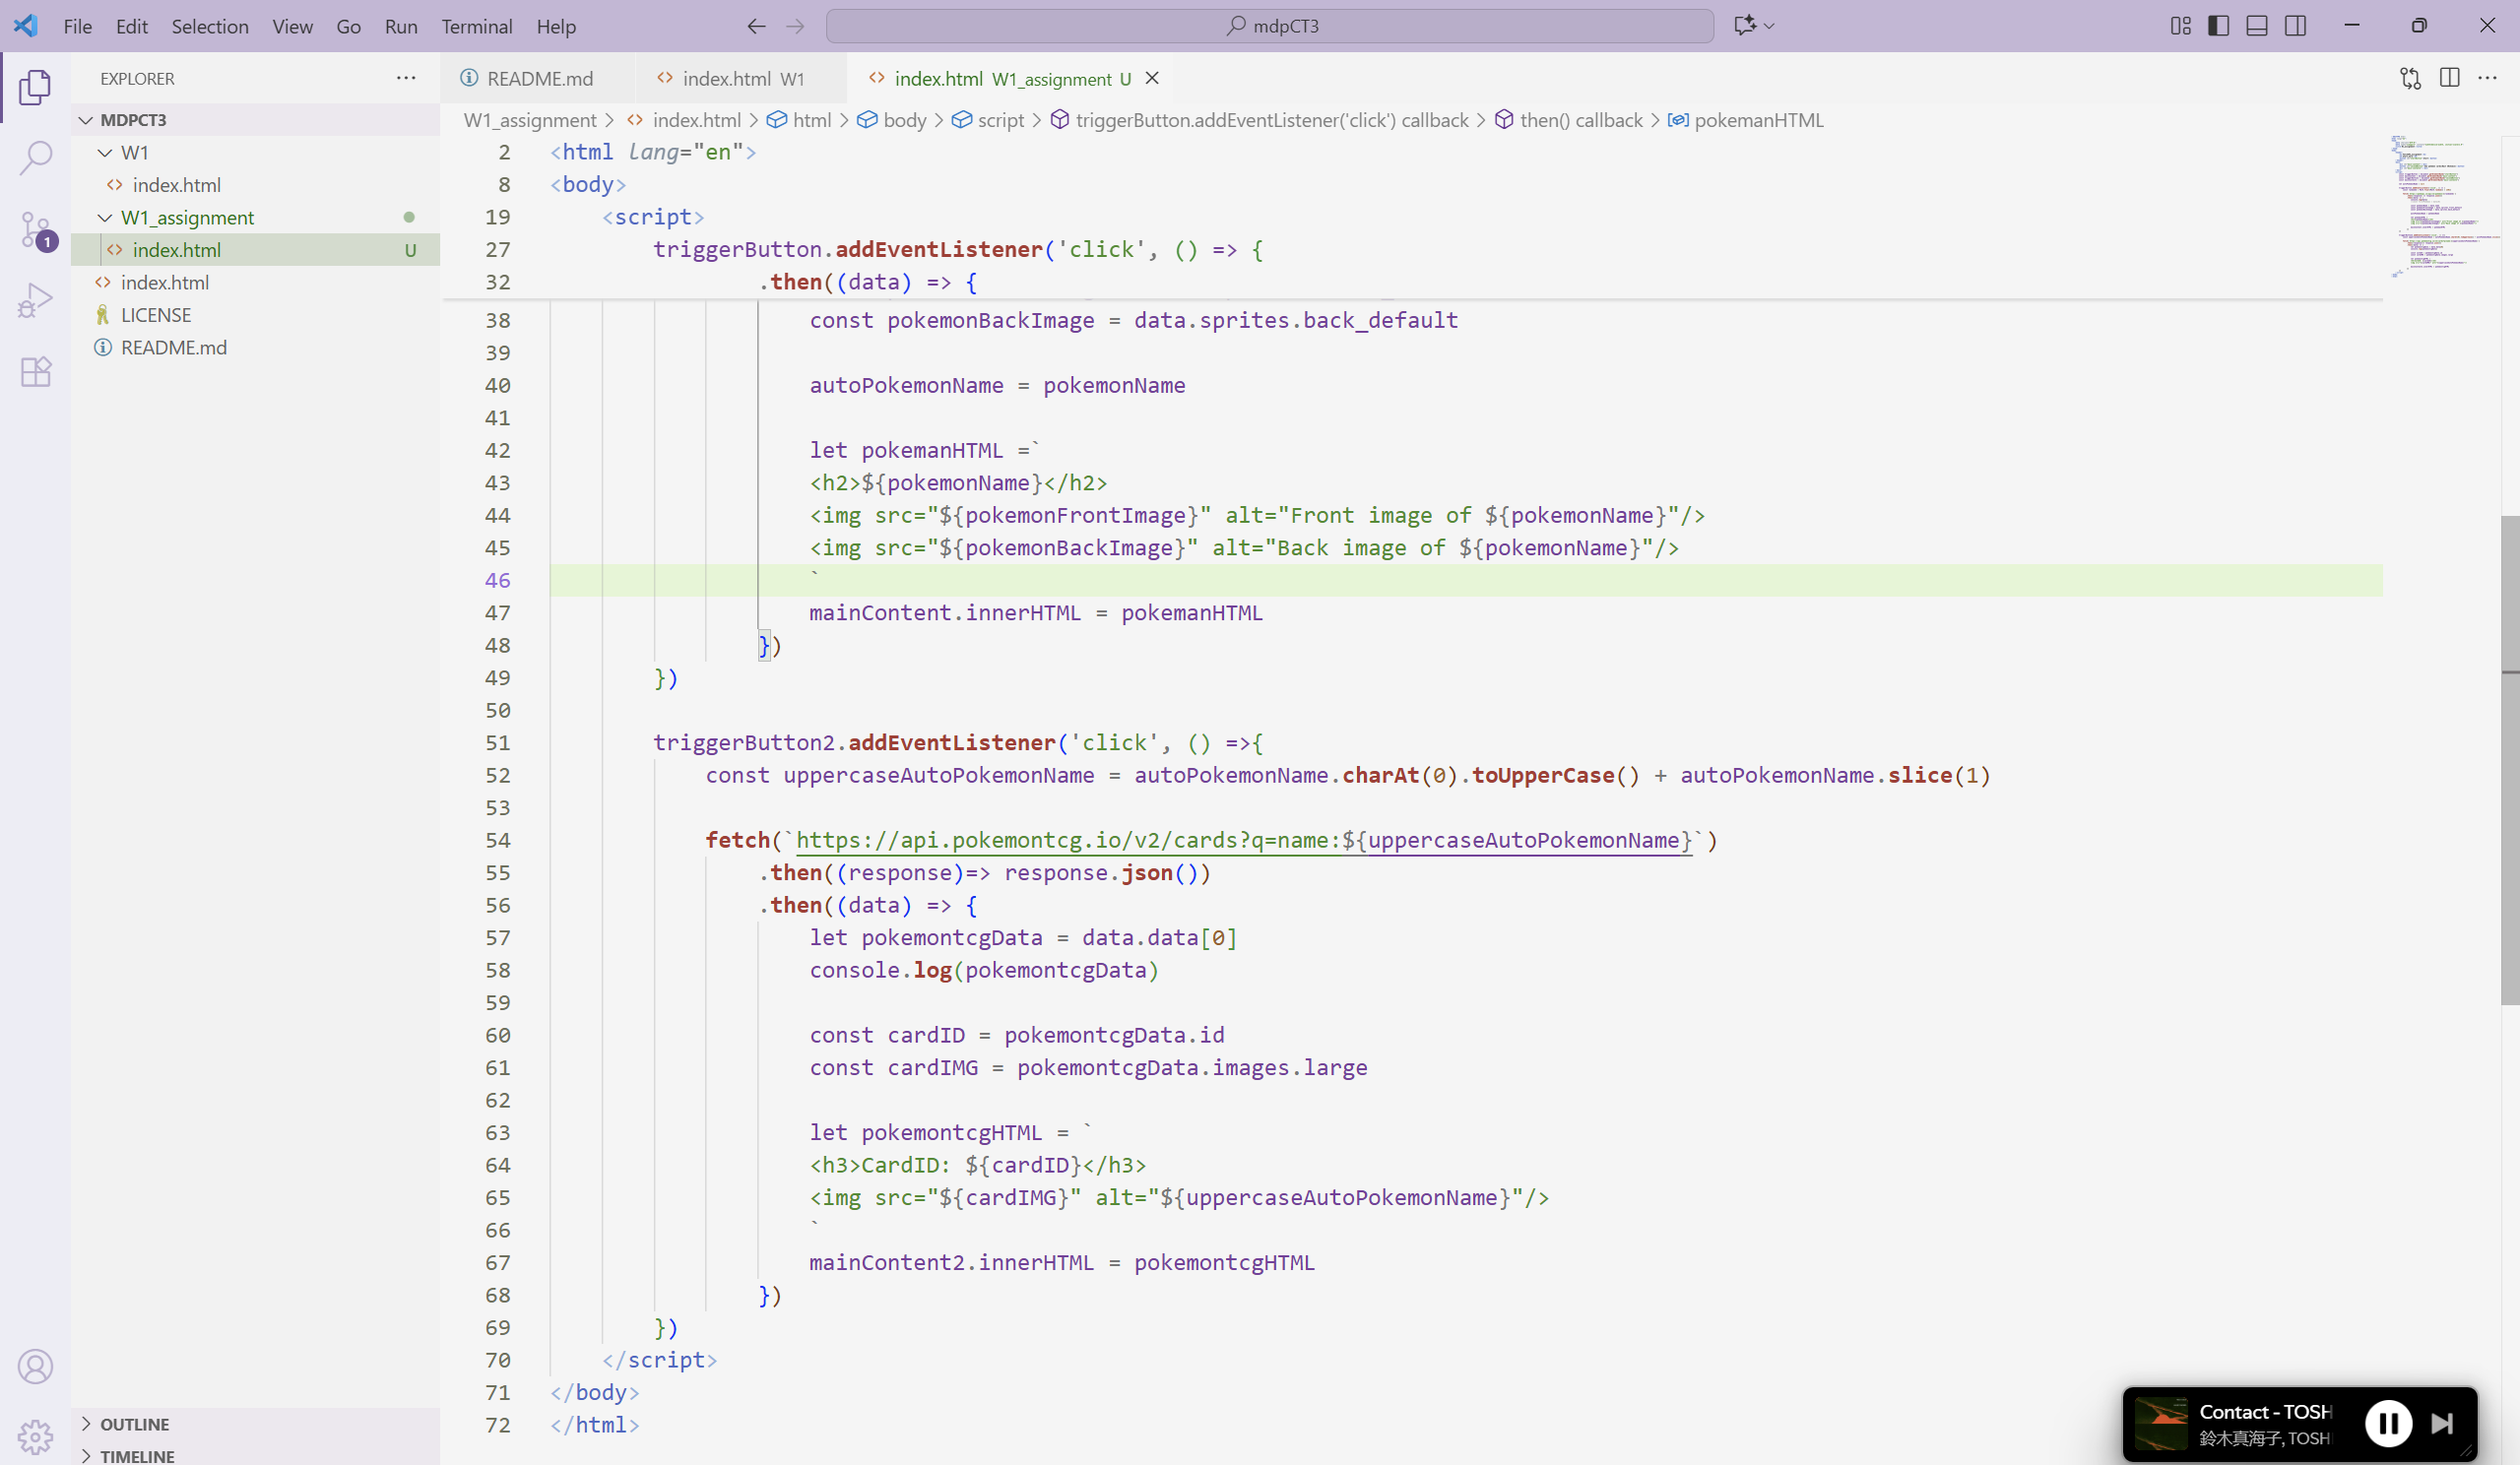 File Edit Selection View Go Run Terminal Help
mdpCT3
EXPLORER
README.md
index.html W1
index.html W1_assignment U
MDPCT3
W1
index.html
W1_assignment
index.html U
index.html
LICENSE
README.md
1
OUTLINE
TIMELINE
W1_assignment > index.html > html > body > script > triggerButton.addEventListener('click') callback > then() callback > pokemanHTML
2 <html lang="en">
8 <body>
19 <script>
27 triggerButton.addEventListener('click', () => {
32 .then((data) => {
38 const pokemonBackImage = data.sprites.back_default
39
40 autoPokemonName = pokemonName
41
42 let pokemanHTML =`
43 <h2>${pokemonName}</h2>
44 <img src="${pokemonFrontImage}" alt="Front image of ${pokemonName}"/>
45 <img src="${pokemonBackImage}" alt="Back image of ${pokemonName}"/>
46 `
47 mainContent.innerHTML = pokemanHTML
48 })
49 })
50
51 triggerButton2.addEventListener('click', () =>{
52 const uppercaseAutoPokemonName = autoPokemonName.charAt(0).toUpperCase() + autoPokemonName.slice(1)
53
54 fetch(`https://api.pokemontcg.io/v2/cards?q=name:${uppercaseAutoPokemonName}`)
55 .then((response)=> response.json())
56 .then((data) => {
57 let pokemontcgData = data.data[0]
58 console.log(pokemontcgData)
59
60 const cardID = pokemontcgData.id
61 const cardIMG = pokemontcgData.images.large
62
63 let pokemontcgHTML = `
64 <h3>CardID: ${cardID}</h3>
65 <img src="${cardIMG}" alt="${uppercaseAutoPokemonName}"/>
66 `
67 mainContent2.innerHTML = pokemontcgHTML
68 })
69 })
70 </script>
71 </body>
72 </html>
Contact - TOSH
鈴木真海子, TOSH